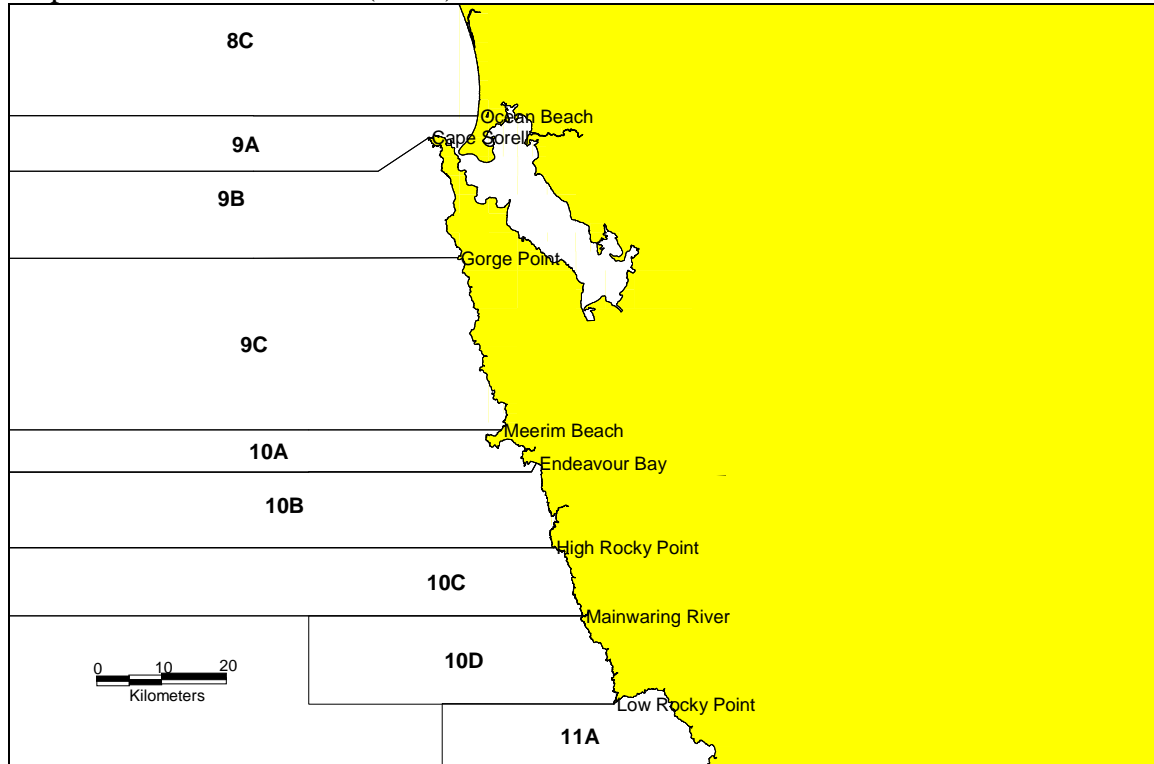 8C
Ocean Beach
Cape Sorell
9A
9B
Gorge Point
9C
Meerim Beach
10A
Endeavour Bay
10B
High Rocky Point
10C
Mainwaring River
10D
0 10 20
Kilometers
Low Rocky Point
11A